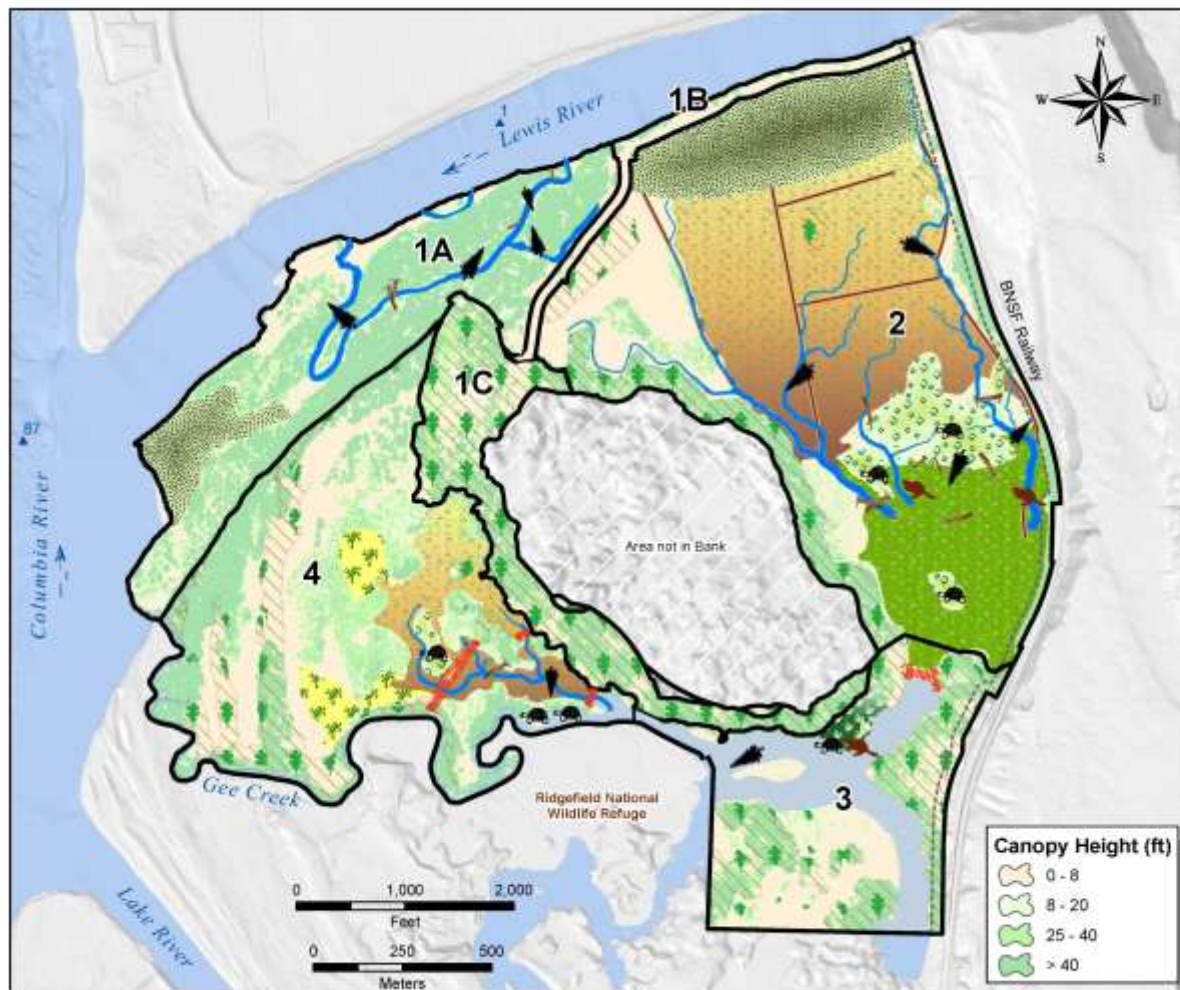 N
W E
S
1B
1
Lewis River
1A
2
BNSF Railway
1C
87
Columbia River
Area not in Bank
4
Gee Creek
Ridgefield National
Wildlife Refuge
3
Lake River
0 1,000 2,000
Feet
0 250 500
Meters
Canopy Height (ft)
0 - 8
8 - 20
25 - 40
> 40